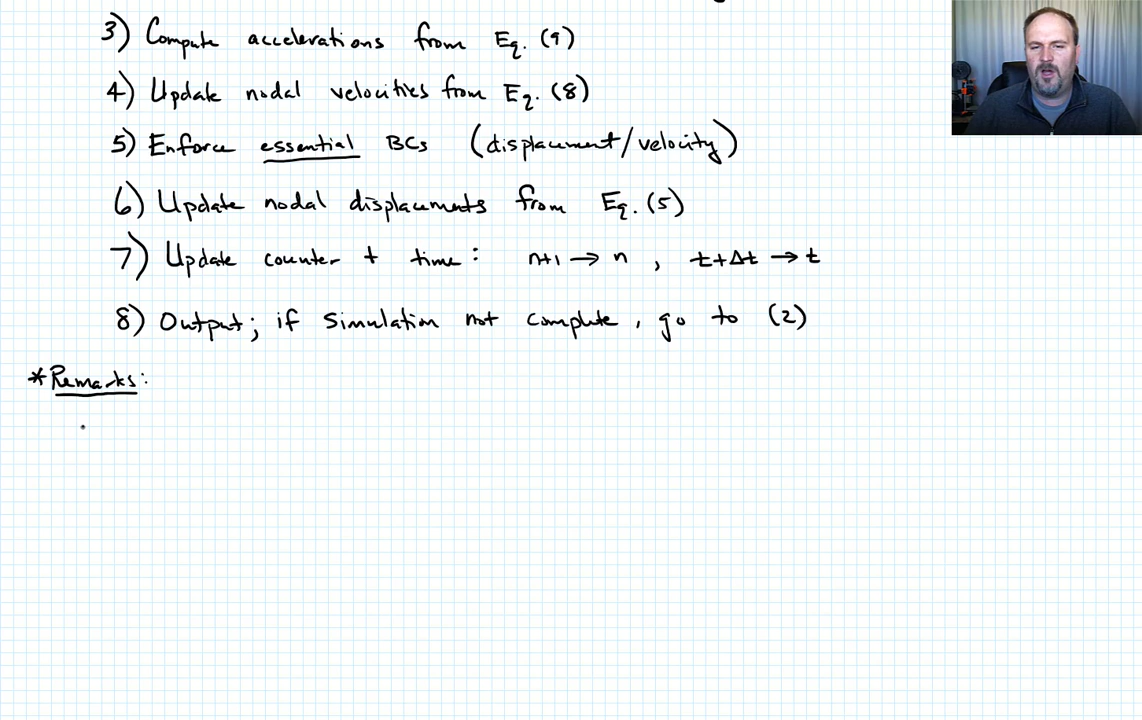 3) Compute accelerations from Eq. (9)
4) Update nodal velocities from Eq. (8)
5) Enforce essential BCs (displacement/velocity)
6) Update nodal displacements from Eq. (5)
7) Update counter + time: n+1 → n , t+Δt → t
8) Output; if simulation not complete, go to (2)
*Remarks: